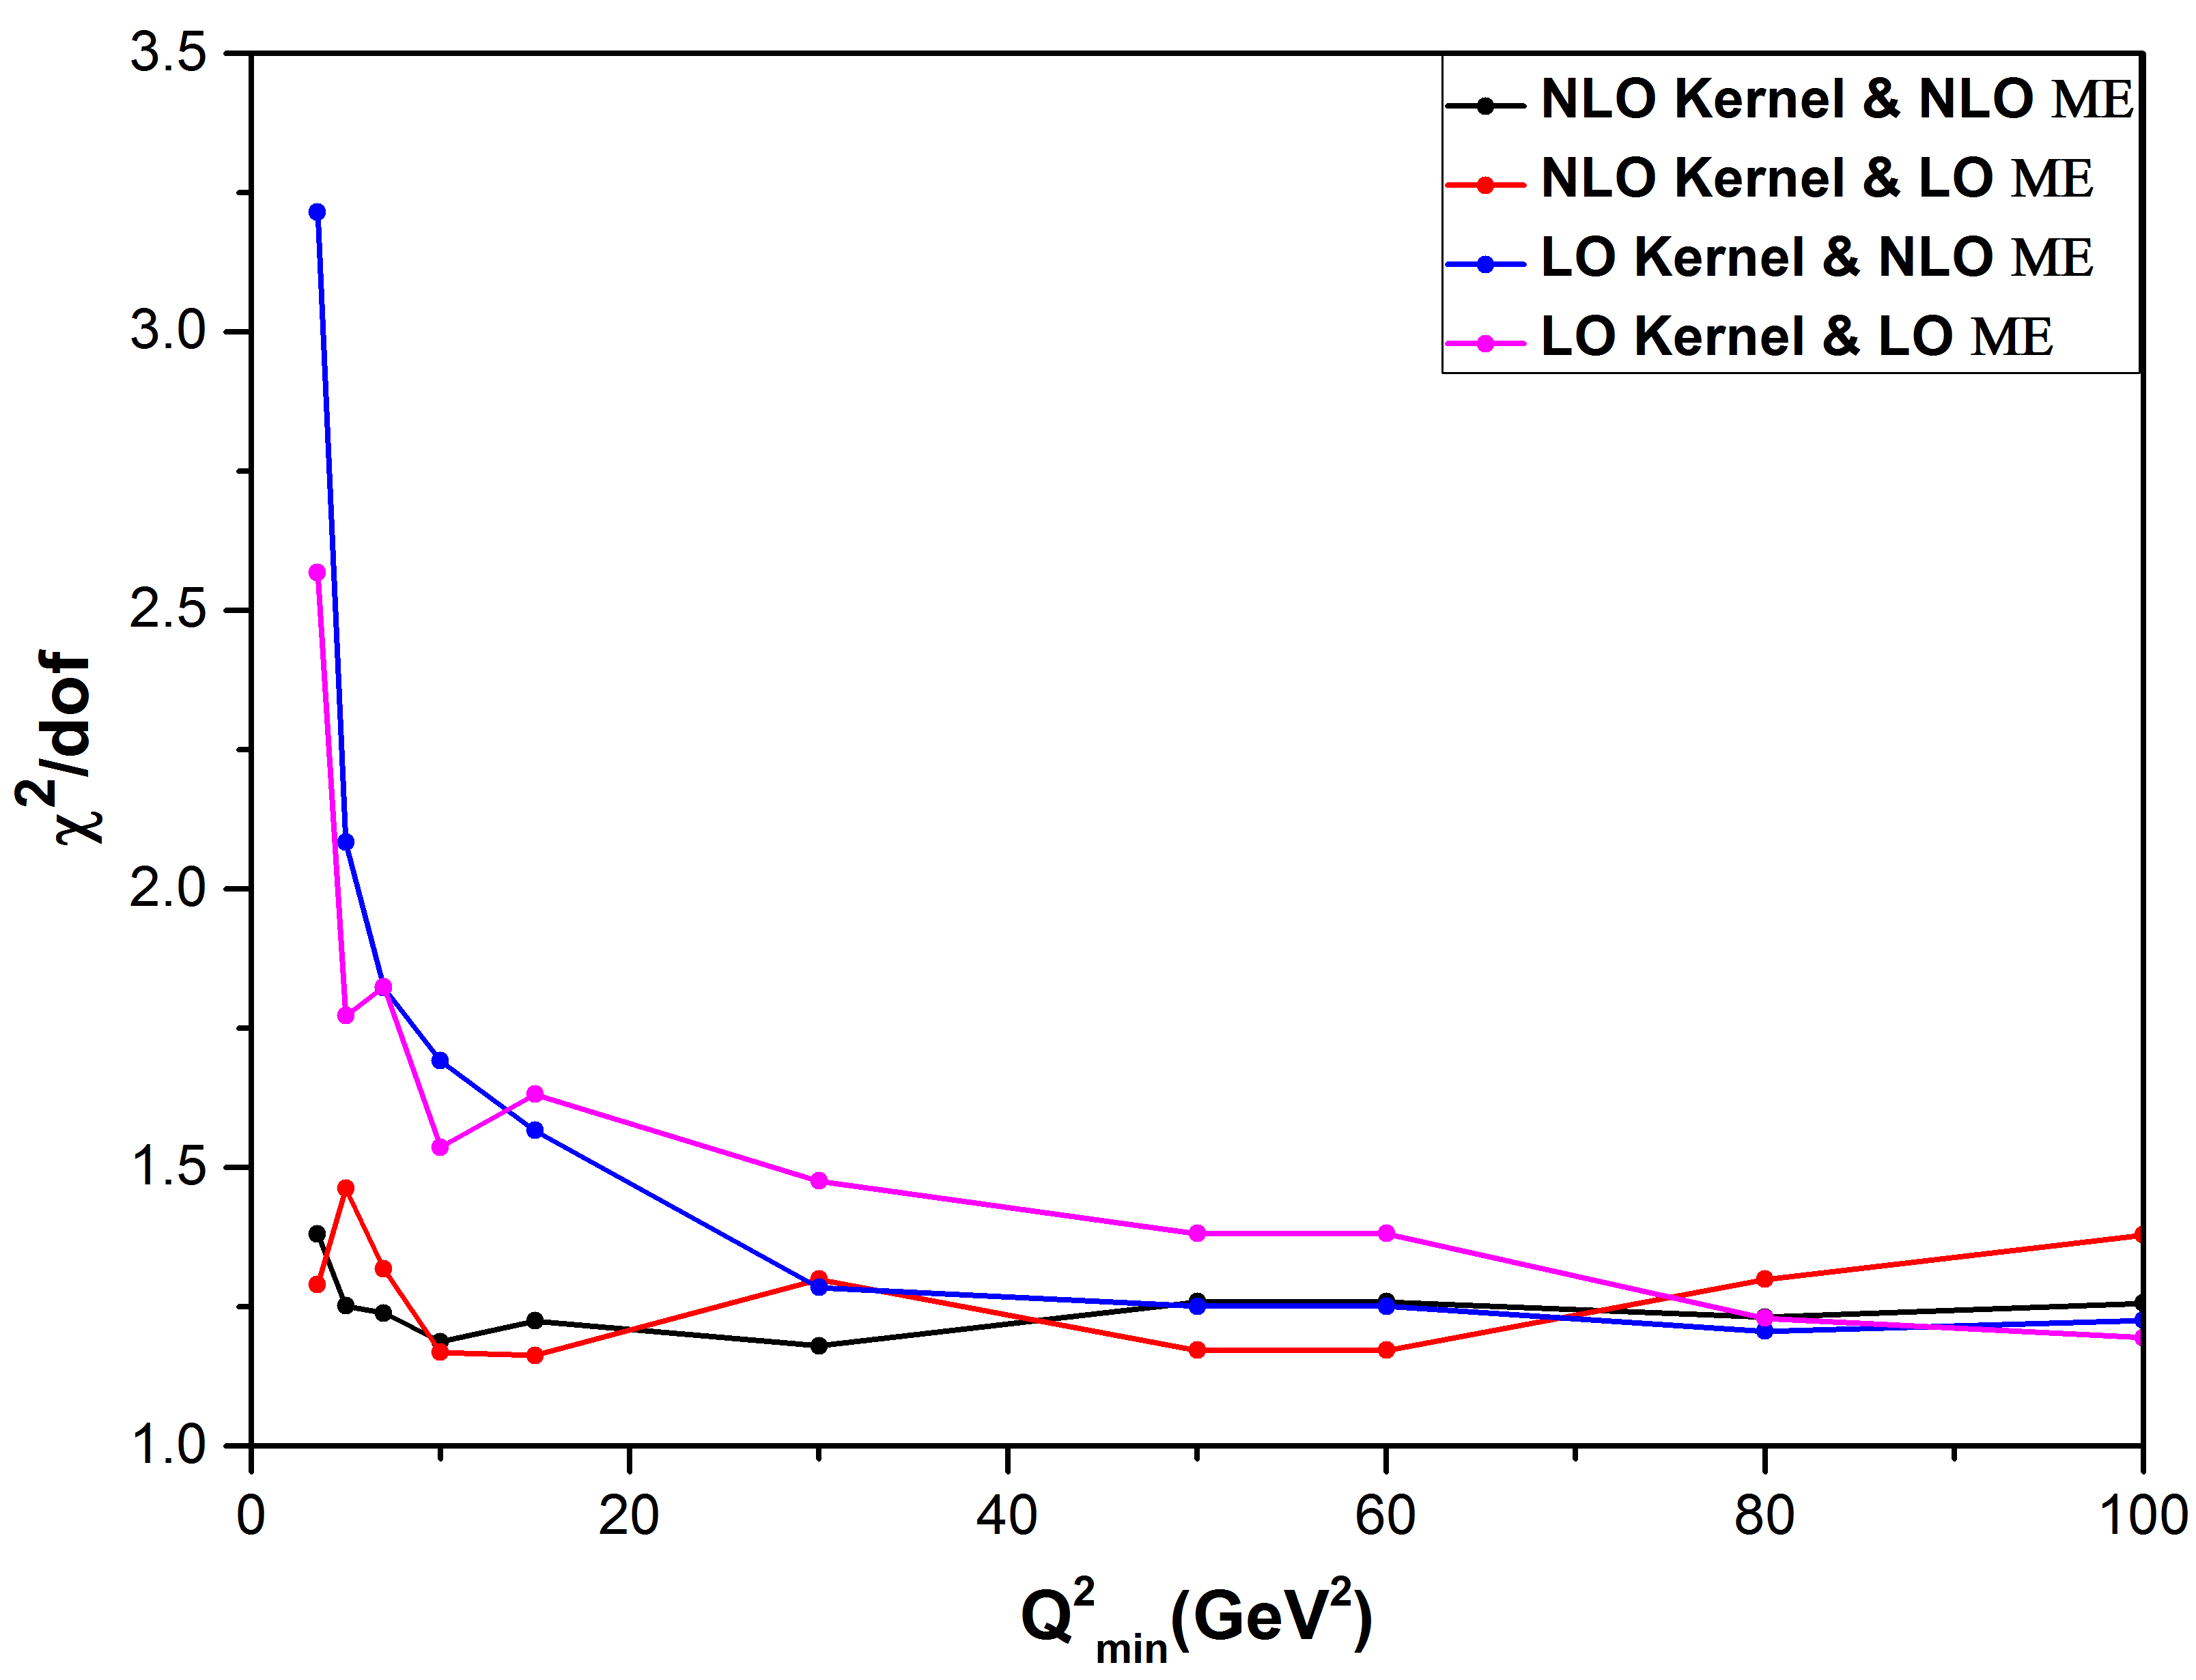 3.5
3.0
2.5
2.0
1.5
1.0
χ²/dof
NLO Kernel & NLO ME
NLO Kernel & LO ME
LO Kernel & NLO ME
LO Kernel & LO ME
0 20 40 60 80 100
Q²min(GeV²)